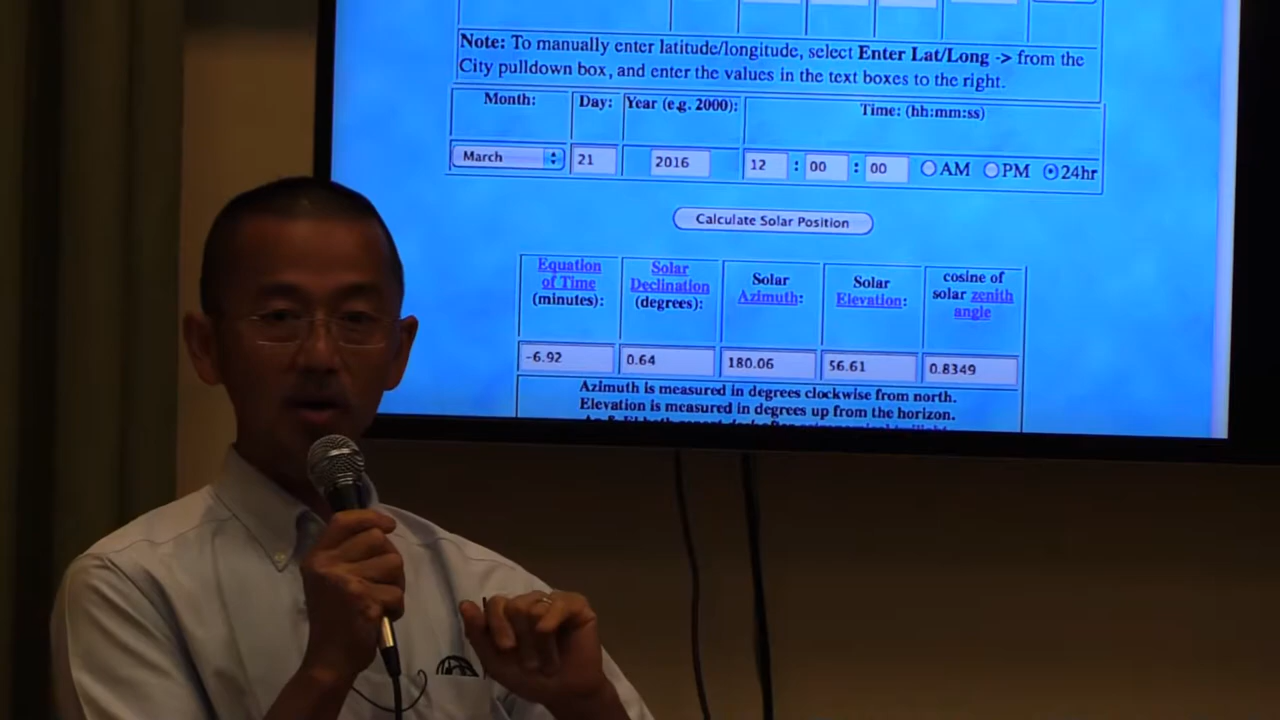 Note: To manually enter latitude/longitude, select Enter Lat/Long -> from the
City pulldown box, and enter the values in the text boxes to the right.
Month: Day: Year (e.g. 2000): Time: (hh:mm:ss)
March 21 2016 12 : 00 : 00 AM PM 24hr
Calculate Solar Position
Equation
of Time
(minutes):
Solar
Declination
(degrees):
Solar
Azimuth:
Solar
Elevation:
cosine of
solar zenith
angle
-6.92 0.64 180.06 56.61 0.8349
Azimuth is measured in degrees clockwise from north.
Elevation is measured in degrees up from the horizon.